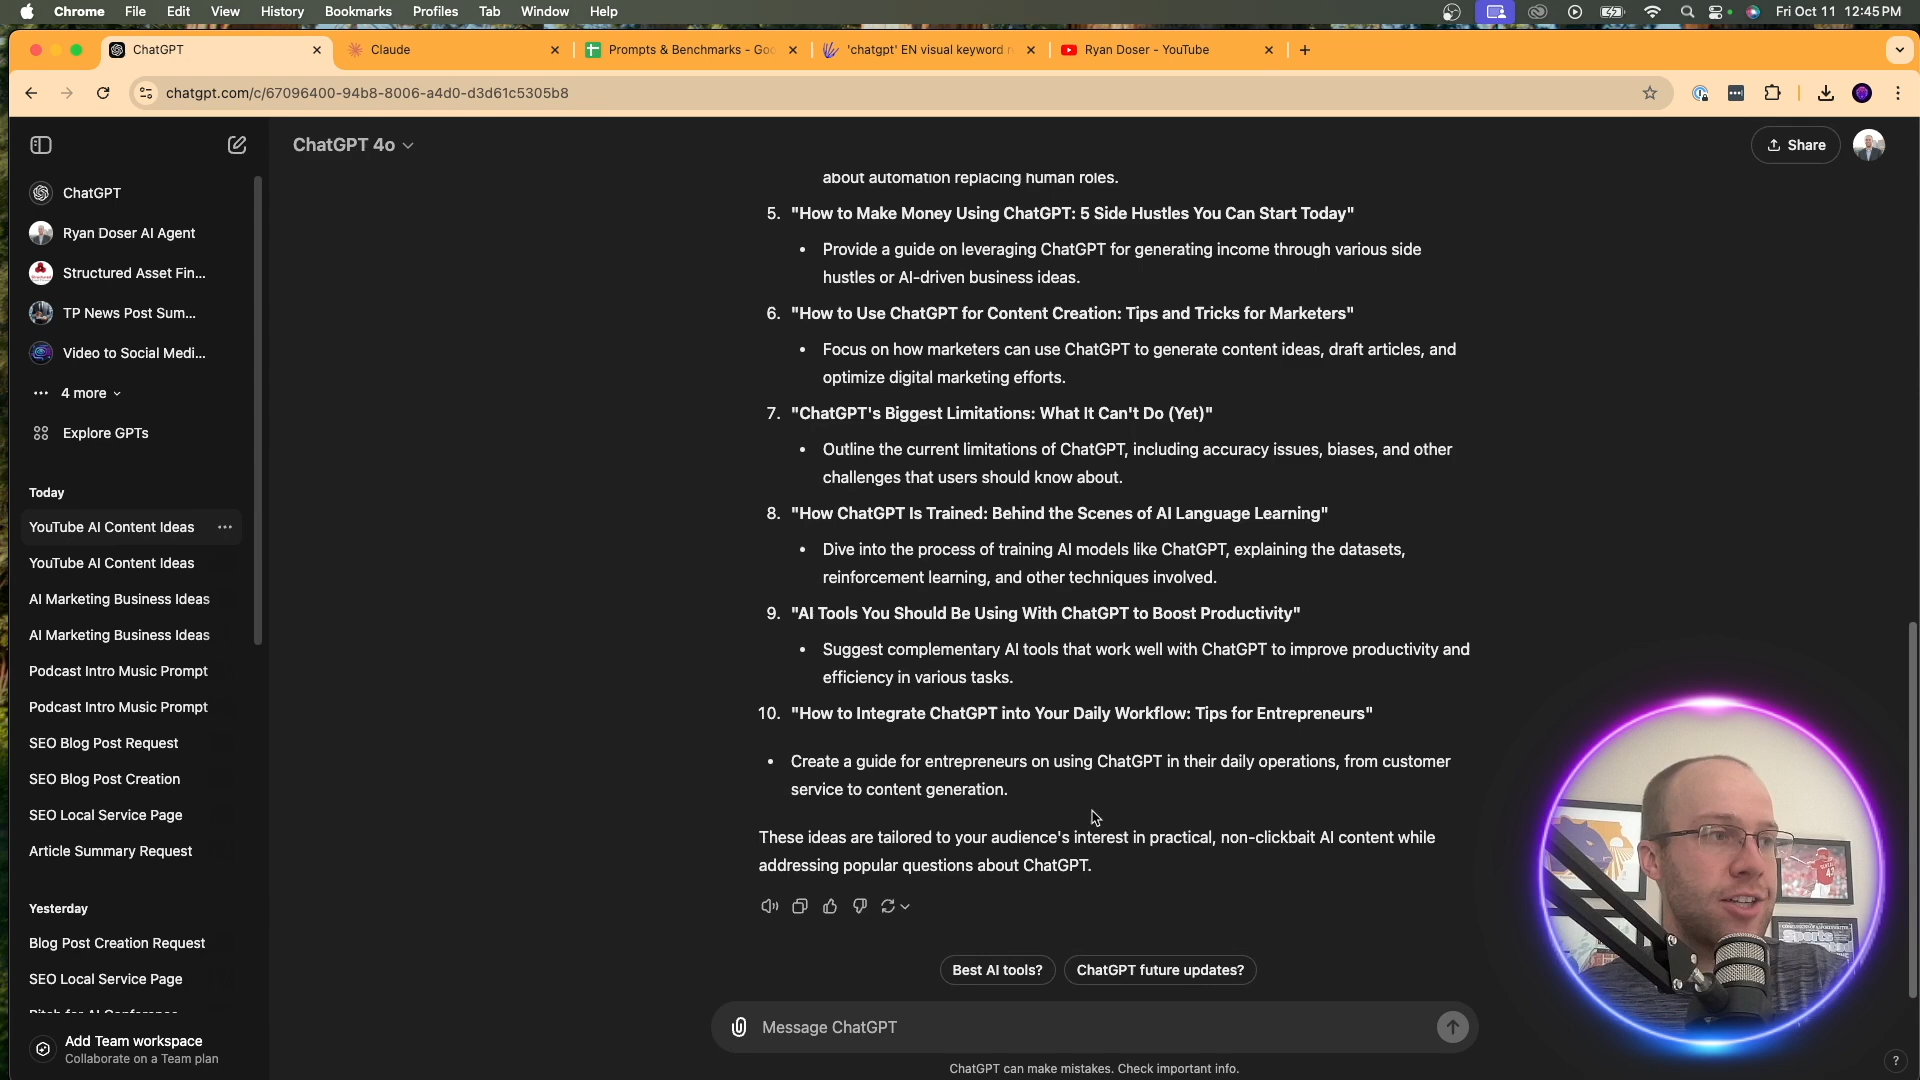 Chrome File Edit View History Bookmarks Profiles Tab Window Help Fri Oct 11 12:45 PM
ChatGPT Claude Prompts & Benchmarks - Goo 'chatgpt' EN visual keyword r Ryan Doser - YouTube
chatgpt.com/c/67096400-94b8-8006-a4d0-d3d61c5305b8
ChatGPT 4o Share
ChatGPT
Ryan Doser AI Agent
Structured Asset Fin...
TP News Post Sum...
Video to Social Medi...
4 more
Explore GPTs
Today
YouTube AI Content Ideas
YouTube AI Content Ideas
AI Marketing Business Ideas
AI Marketing Business Ideas
Podcast Intro Music Prompt
Podcast Intro Music Prompt
SEO Blog Post Request
SEO Blog Post Creation
SEO Local Service Page
Article Summary Request
Yesterday
Blog Post Creation Request
SEO Local Service Page
Pitch for AI Conference
Add Team workspace
Collaborate on a Team plan
about automation replacing human roles.
5. "How to Make Money Using ChatGPT: 5 Side Hustles You Can Start Today"
• Provide a guide on leveraging ChatGPT for generating income through various side
hustles or AI-driven business ideas.
6. "How to Use ChatGPT for Content Creation: Tips and Tricks for Marketers"
• Focus on how marketers can use ChatGPT to generate content ideas, draft articles, and
optimize digital marketing efforts.
7. "ChatGPT's Biggest Limitations: What It Can't Do (Yet)"
• Outline the current limitations of ChatGPT, including accuracy issues, biases, and other
challenges that users should know about.
8. "How ChatGPT Is Trained: Behind the Scenes of AI Language Learning"
• Dive into the process of training AI models like ChatGPT, explaining the datasets,
reinforcement learning, and other techniques involved.
9. "AI Tools You Should Be Using With ChatGPT to Boost Productivity"
• Suggest complementary AI tools that work well with ChatGPT to improve productivity and
efficiency in various tasks.
10. "How to Integrate ChatGPT into Your Daily Workflow: Tips for Entrepreneurs"
• Create a guide for entrepreneurs on using ChatGPT in their daily operations, from customer
service to content generation.
These ideas are tailored to your audience's interest in practical, non-clickbait AI content while
addressing popular questions about ChatGPT.
Best AI tools? ChatGPT future updates?
Message ChatGPT
ChatGPT can make mistakes. Check important info.
?